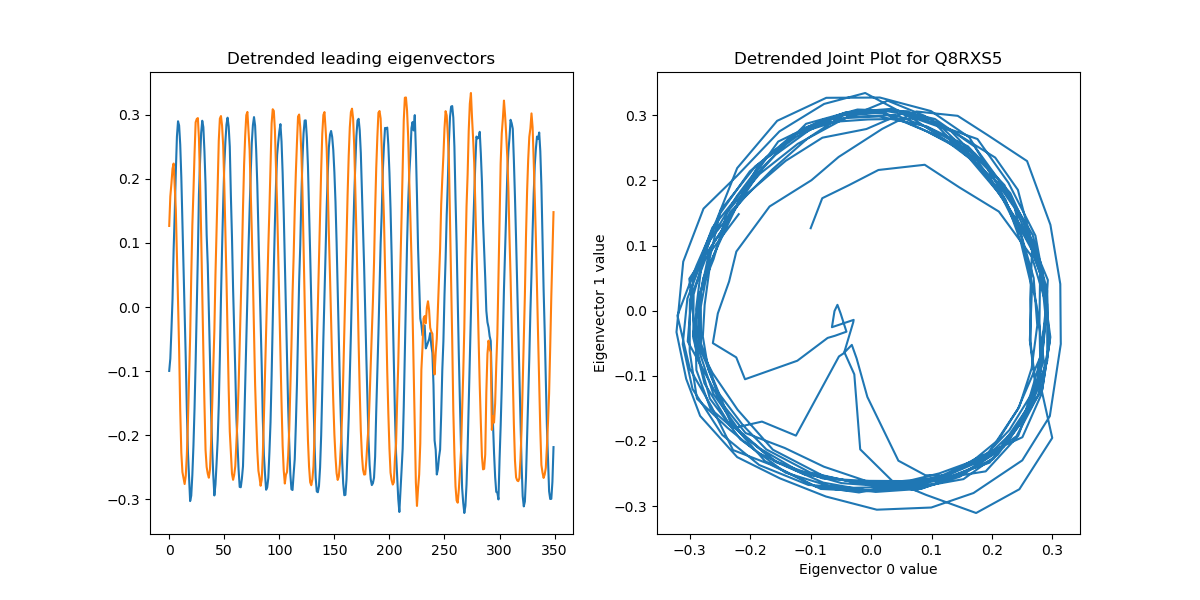 Detrended leading eigenvectors
0.3
0.2
0.1
0.0
−0.1
−0.2
−0.3
0 50 100 150 200 250 300 350
Detrended Joint Plot for Q8RXS5
Eigenvector 1 value
0.3
0.2
0.1
0.0
−0.1
−0.2
−0.3
−0.3 −0.2 −0.1 0.0 0.1 0.2 0.3
Eigenvector 0 value